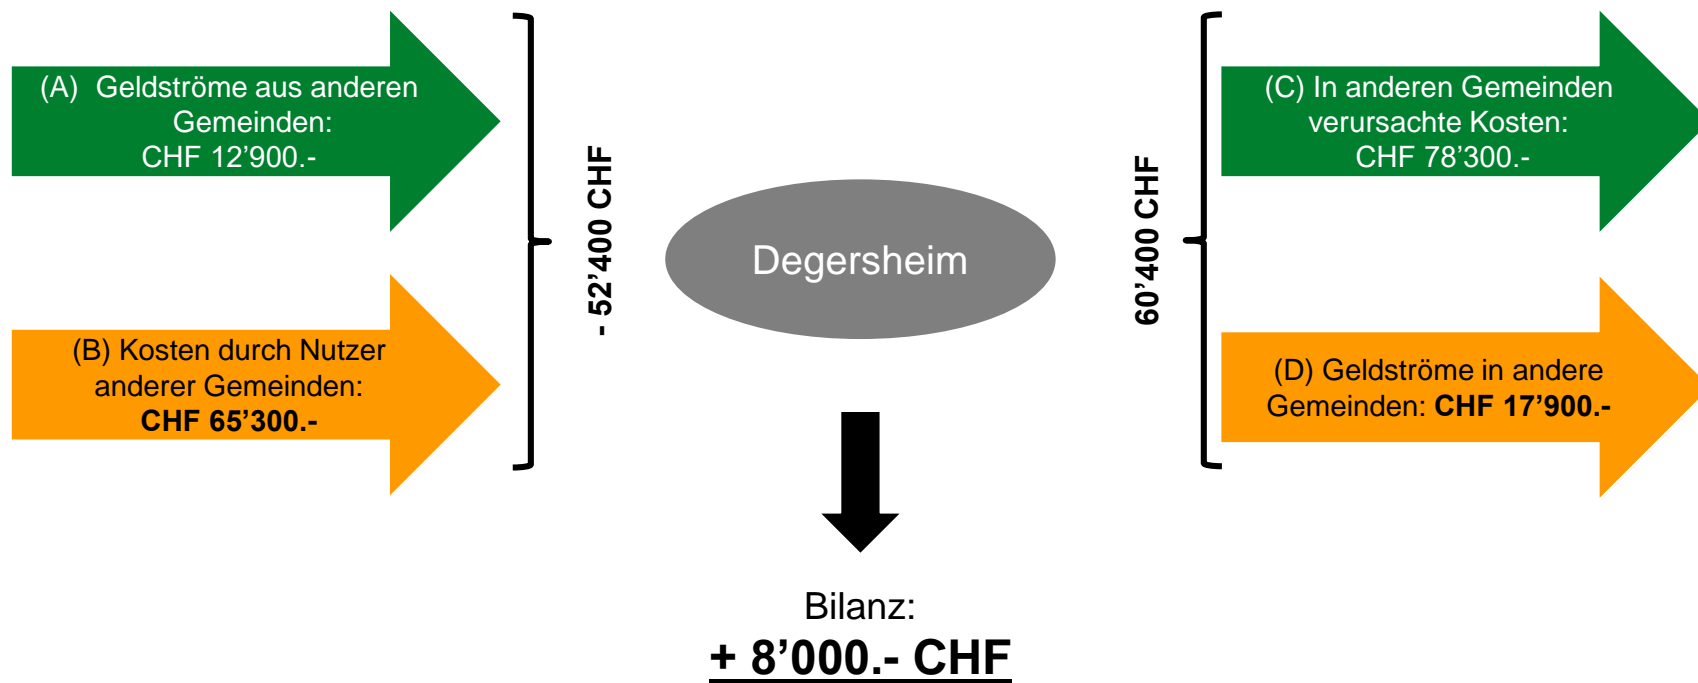 (A) Geldströme aus anderen
Gemeinden:
CHF 12’900.-
(B) Kosten durch Nutzer
anderer Gemeinden:
CHF 65’300.-
- 52’400 CHF
Degersheim
60’400 CHF
(C) In anderen Gemeinden
verursachte Kosten:
CHF 78’300.-
(D) Geldströme in andere
Gemeinden: CHF 17’900.-
Bilanz:
+ 8’000.- CHF